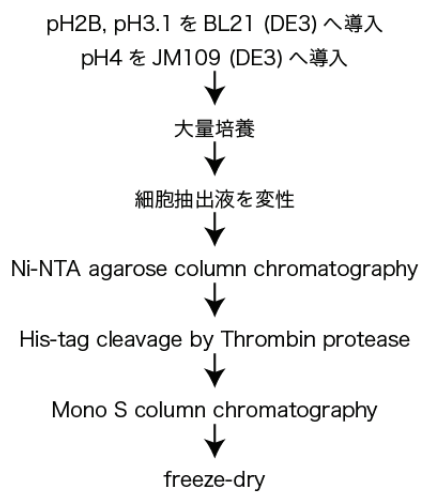 pH2B, pH3.1 を BL21 (DE3) へ導入
pH4 を JM109 (DE3) へ導入
大量培養
細胞抽出液を変性
Ni-NTA agarose column chromatography
His-tag cleavage by Thrombin protease
Mono S column chromatography
freeze-dry